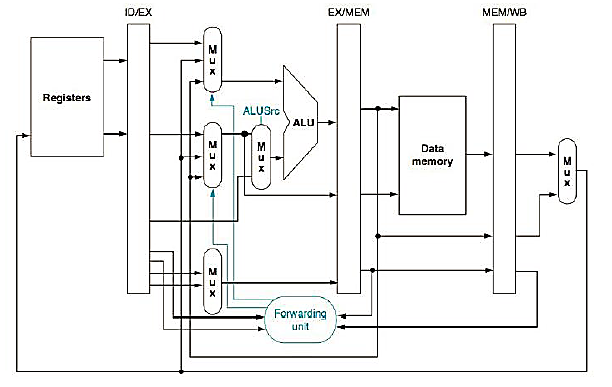 ID/EX
EX/MEM
MEM/WB
M
u
x
Registers
ALUSrc
M
u
x
M
u
x
ALU
Data
memory
M
u
x
M
u
x
Forwarding
unit